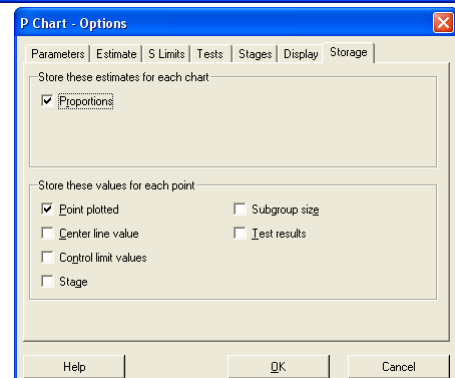 P Chart - Options
Parameters Estimate S Limits Tests Stages Display Storage
Store these estimates for each chart
Proportions
Store these values for each point
Point plotted Subgroup size
Center line value Test results
Control limit values
Stage
Help OK Cancel